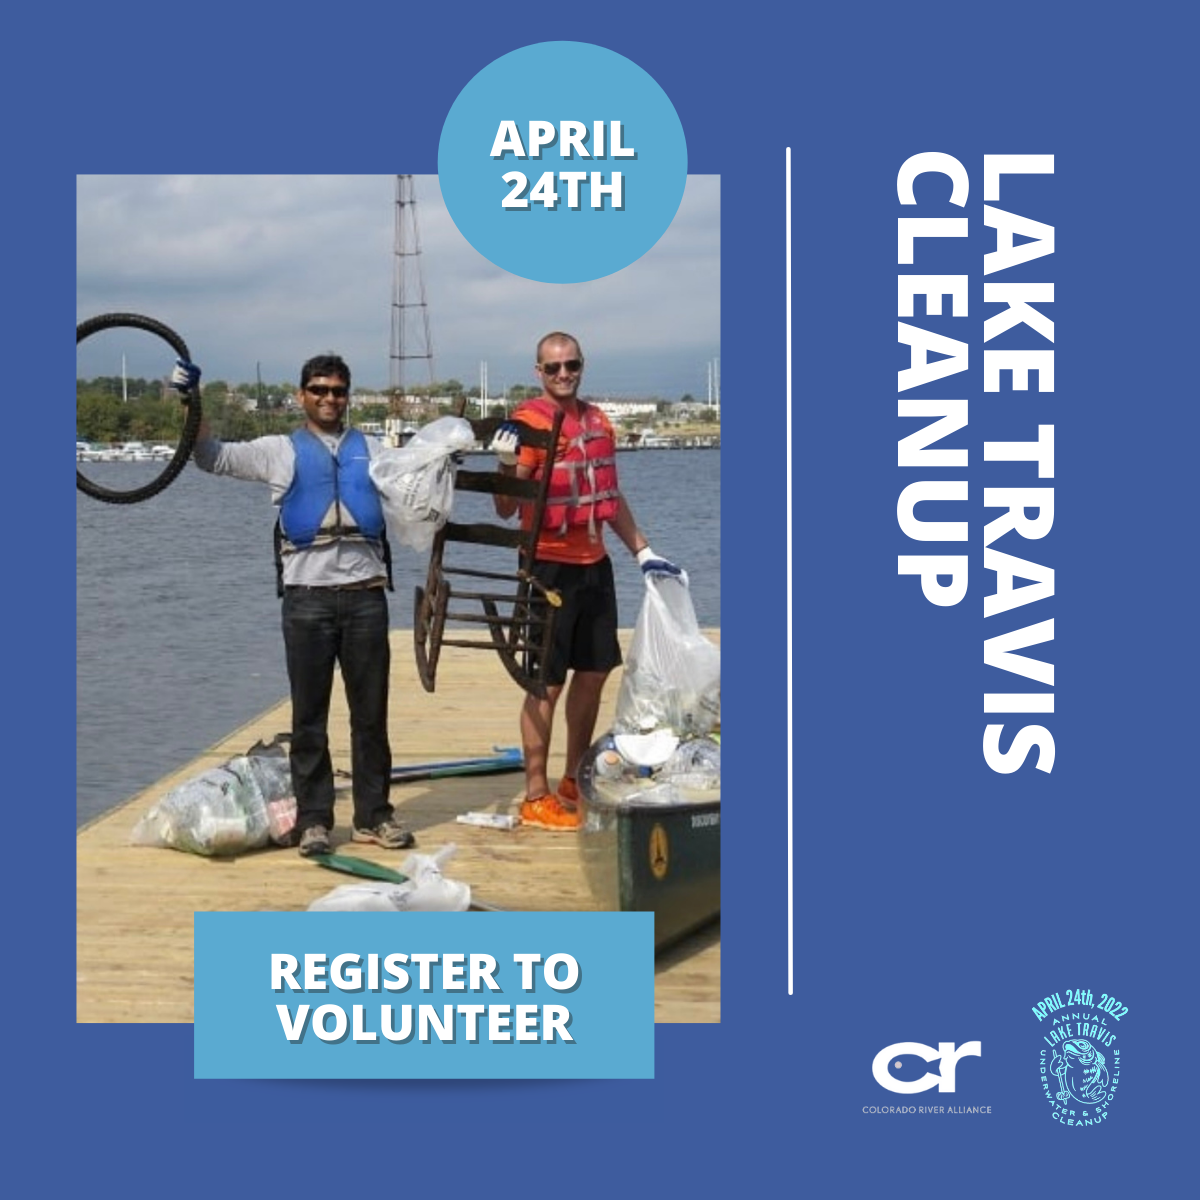 APRIL
24TH
LAKE TRAVIS
CLEANUP
REGISTER TO
VOLUNTEER
cr
COLORADO RIVER ALLIANCE
APRIL 24th, 2022
ANNUAL
LAKE TRAVIS
UNDERWATER & SHORELINE
CLEANUP